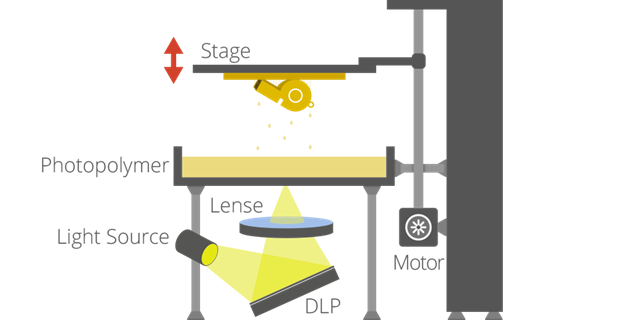 Stage
Photopolymer
Lense
Light Source
Motor
DLP